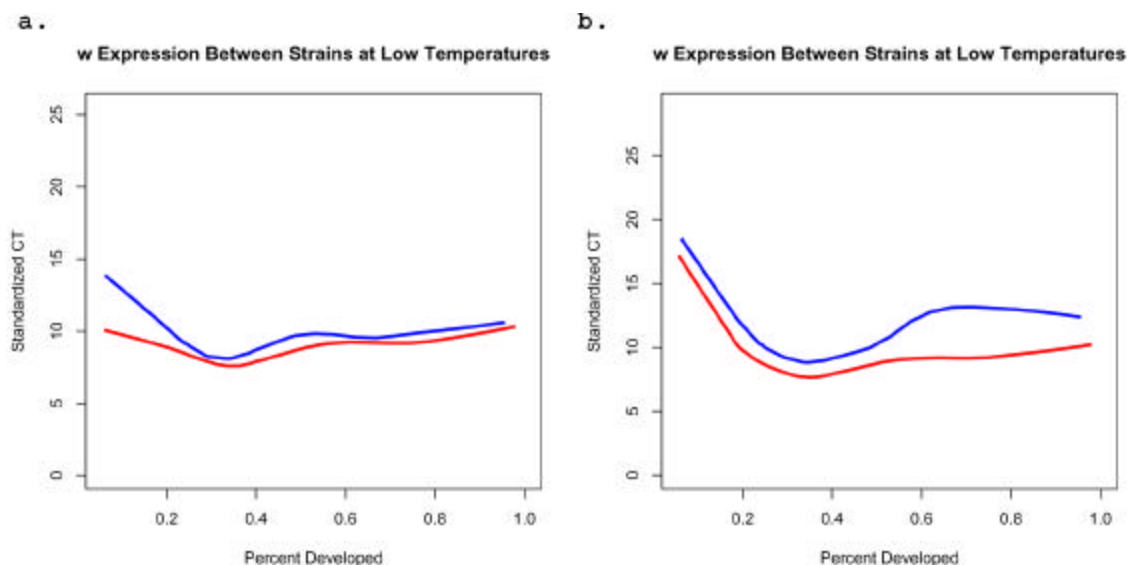 a.
w Expression Between Strains at Low Temperatures
25
20
15
10
5
0
Standardized CT
0.2 0.4 0.6 0.8 1.0
Percent Developed
b.
w Expression Between Strains at Low Temperatures
25
20
15
10
5
0
Standardized CT
0.2 0.4 0.6 0.8 1.0
Percent Developed